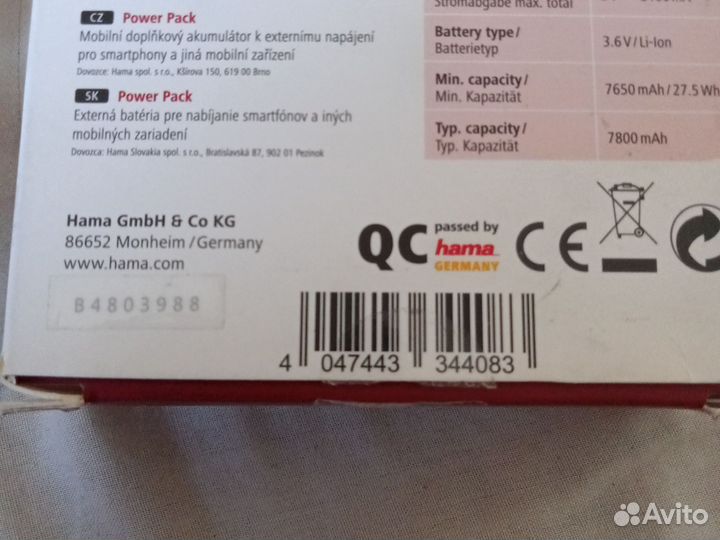 CZ Power Pack
Mobilní doplňkový akumulátor k externímu napájení
pro smartphony a jiná mobilní zařízení
Dovozce: Hama spol. s r.o., Kšírova 150, 619 00 Brno
SK Power Pack
Externá batéria pre nabíjanie smartfónov a iných
mobilných zariadení
Dovozca: Hama Slovakia spol. s r.o., Bratislavská 87, 902 01 Pezinok
Stromabgabe max. total
Battery type/
Batterietyp
3.6 V/Li-Ion
Min. capacity/
Min. Kapazität
7650 mAh/27.5 Wh
Typ. capacity/
Typ. Kapazität
7800 mAh
Hama GmbH & Co KG
86652 Monheim/Germany
www.hama.com
QC passed by
hama
GERMANY
CE
B4803988
4 047443 344083
Avito